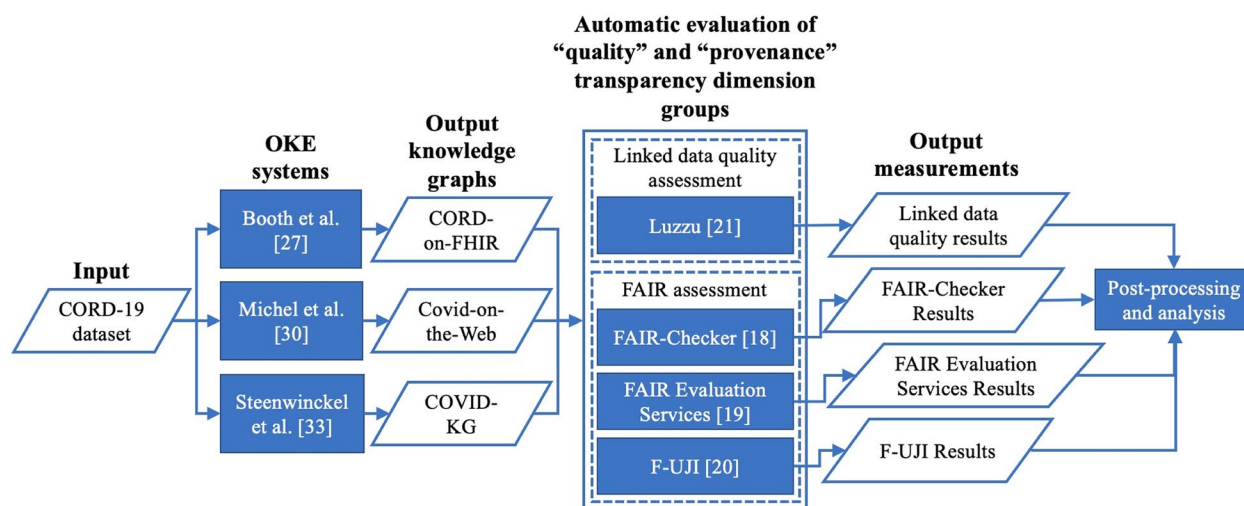 Automatic evaluation of
“quality” and “provenance”
transparency dimension
groups
Input
OKE
systems
Output
knowledge
graphs
Output
measurements
CORD-19
dataset
Booth et al.
[27]
Michel et al.
[30]
Steenwinckel
et al. [33]
CORD-
on-FHIR
Covid-on-
the-Web
COVID-
KG
Linked data quality
assessment
Luzzu [21]
FAIR assessment
FAIR-Checker [18]
FAIR Evaluation
Services [19]
F-UJI [20]
Linked data
quality results
FAIR-Checker
Results
FAIR Evaluation
Services Results
F-UJI Results
Post-processing
and analysis